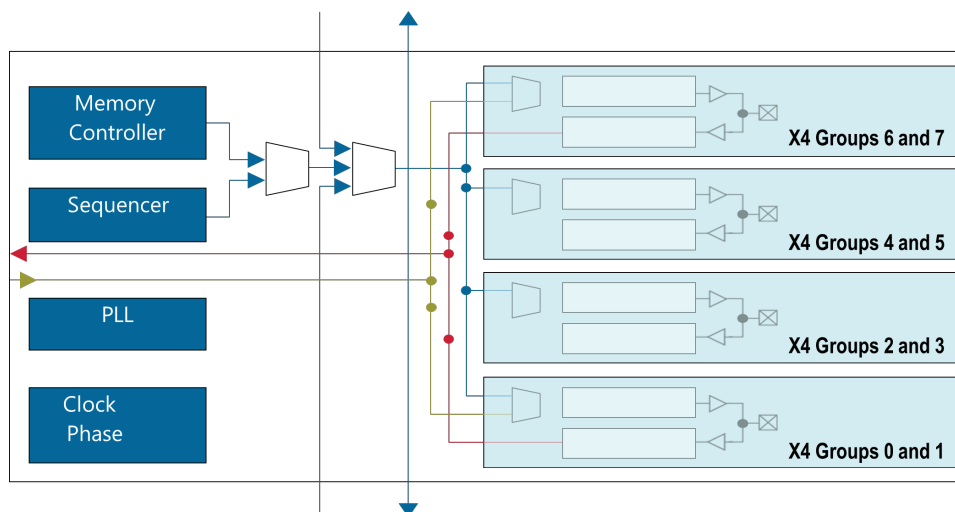 Memory
Controller
Sequencer
PLL
Clock
Phase
X4 Groups 6 and 7
X4 Groups 4 and 5
X4 Groups 2 and 3
X4 Groups 0 and 1